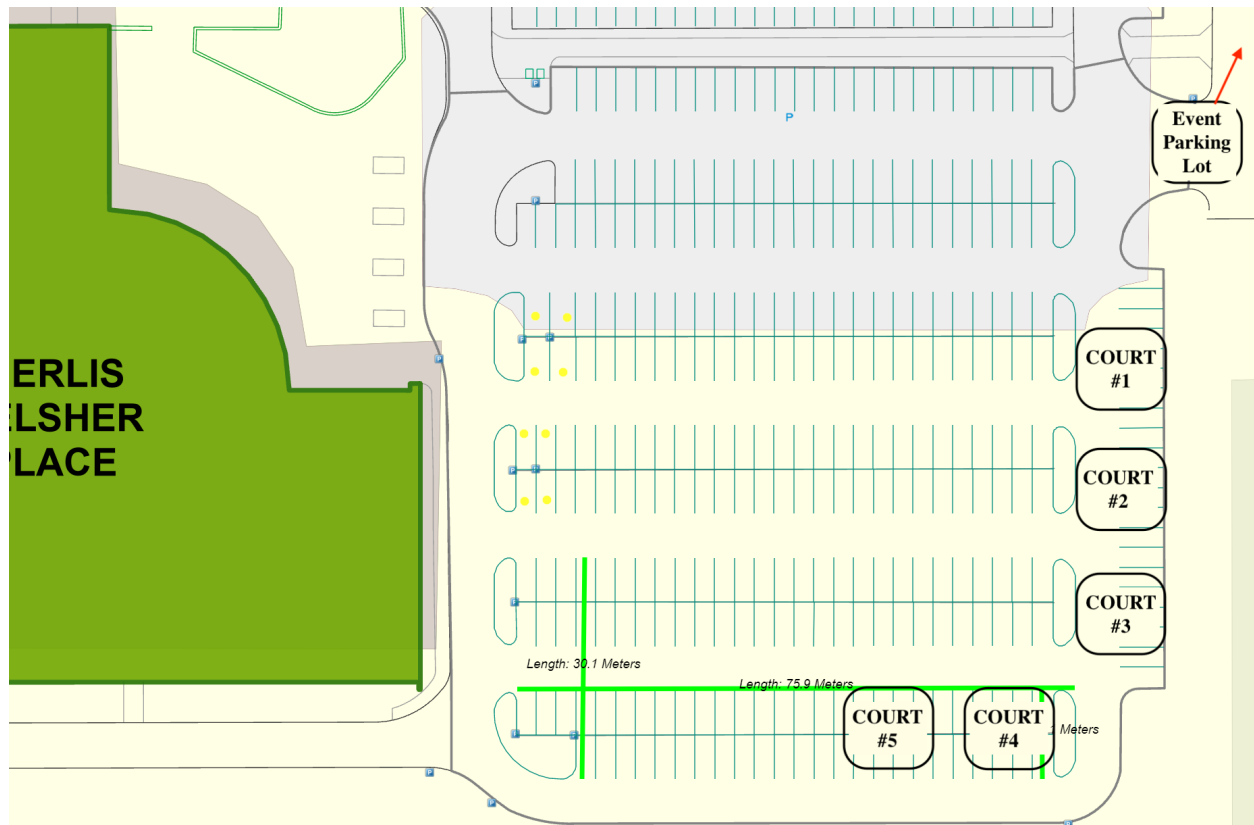 P
Event
Parking
Lot
COURT
#1
ERLIS
ELSHER
PLACE
COURT
#2
COURT
#3
Length: 30.1 Meters
Length: 75.9 Meters
COURT
#5
COURT
#4
Meters